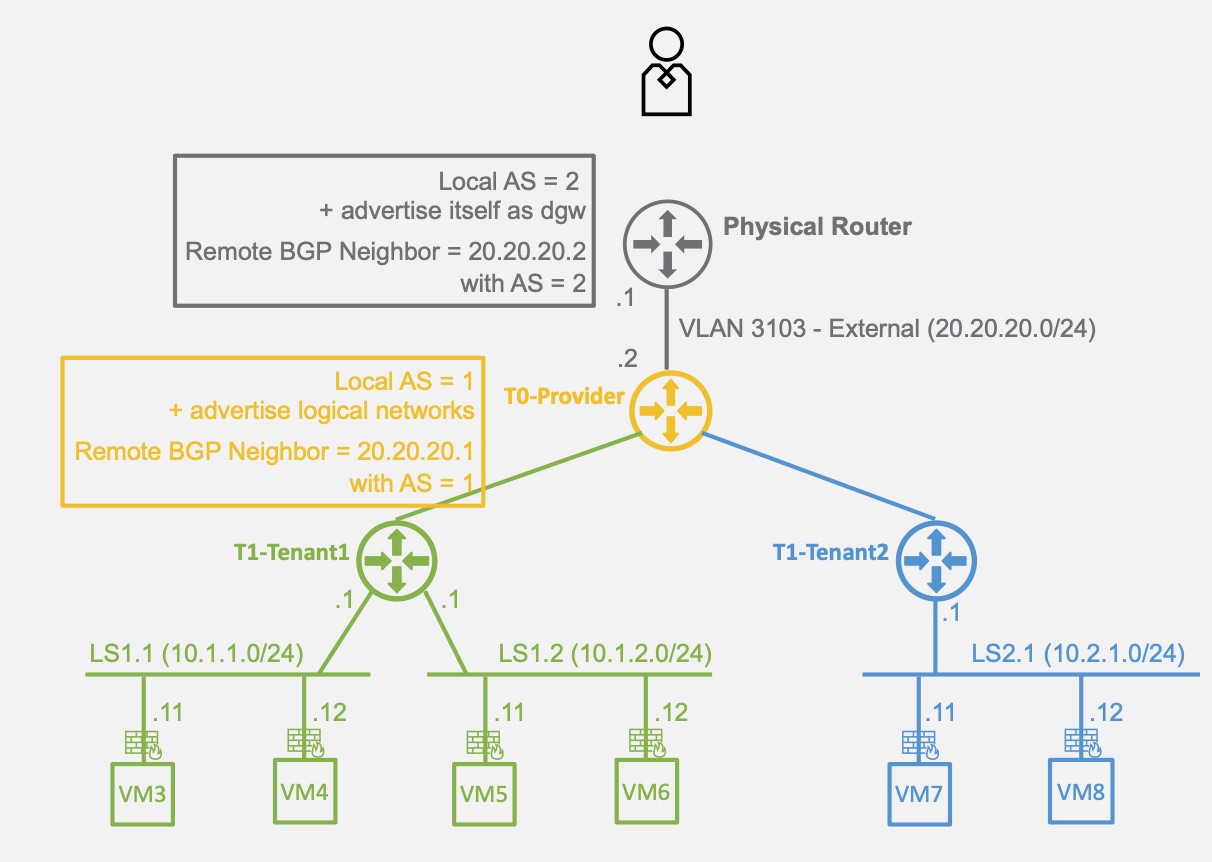 Local AS = 2
+ advertise itself as dgw
Remote BGP Neighbor = 20.20.20.2
with AS = 2
Physical Router
.1
VLAN 3103 - External (20.20.20.0/24)
.2
Local AS = 1
+ advertise logical networks
Remote BGP Neighbor = 20.20.20.1
with AS = 1
T0-Provider
T1-Tenant1
T1-Tenant2
.1
.1
.1
LS1.1 (10.1.1.0/24)
LS1.2 (10.1.2.0/24)
LS2.1 (10.2.1.0/24)
.11
.12
.11
.12
.11
.12
VM3
VM4
VM5
VM6
VM7
VM8